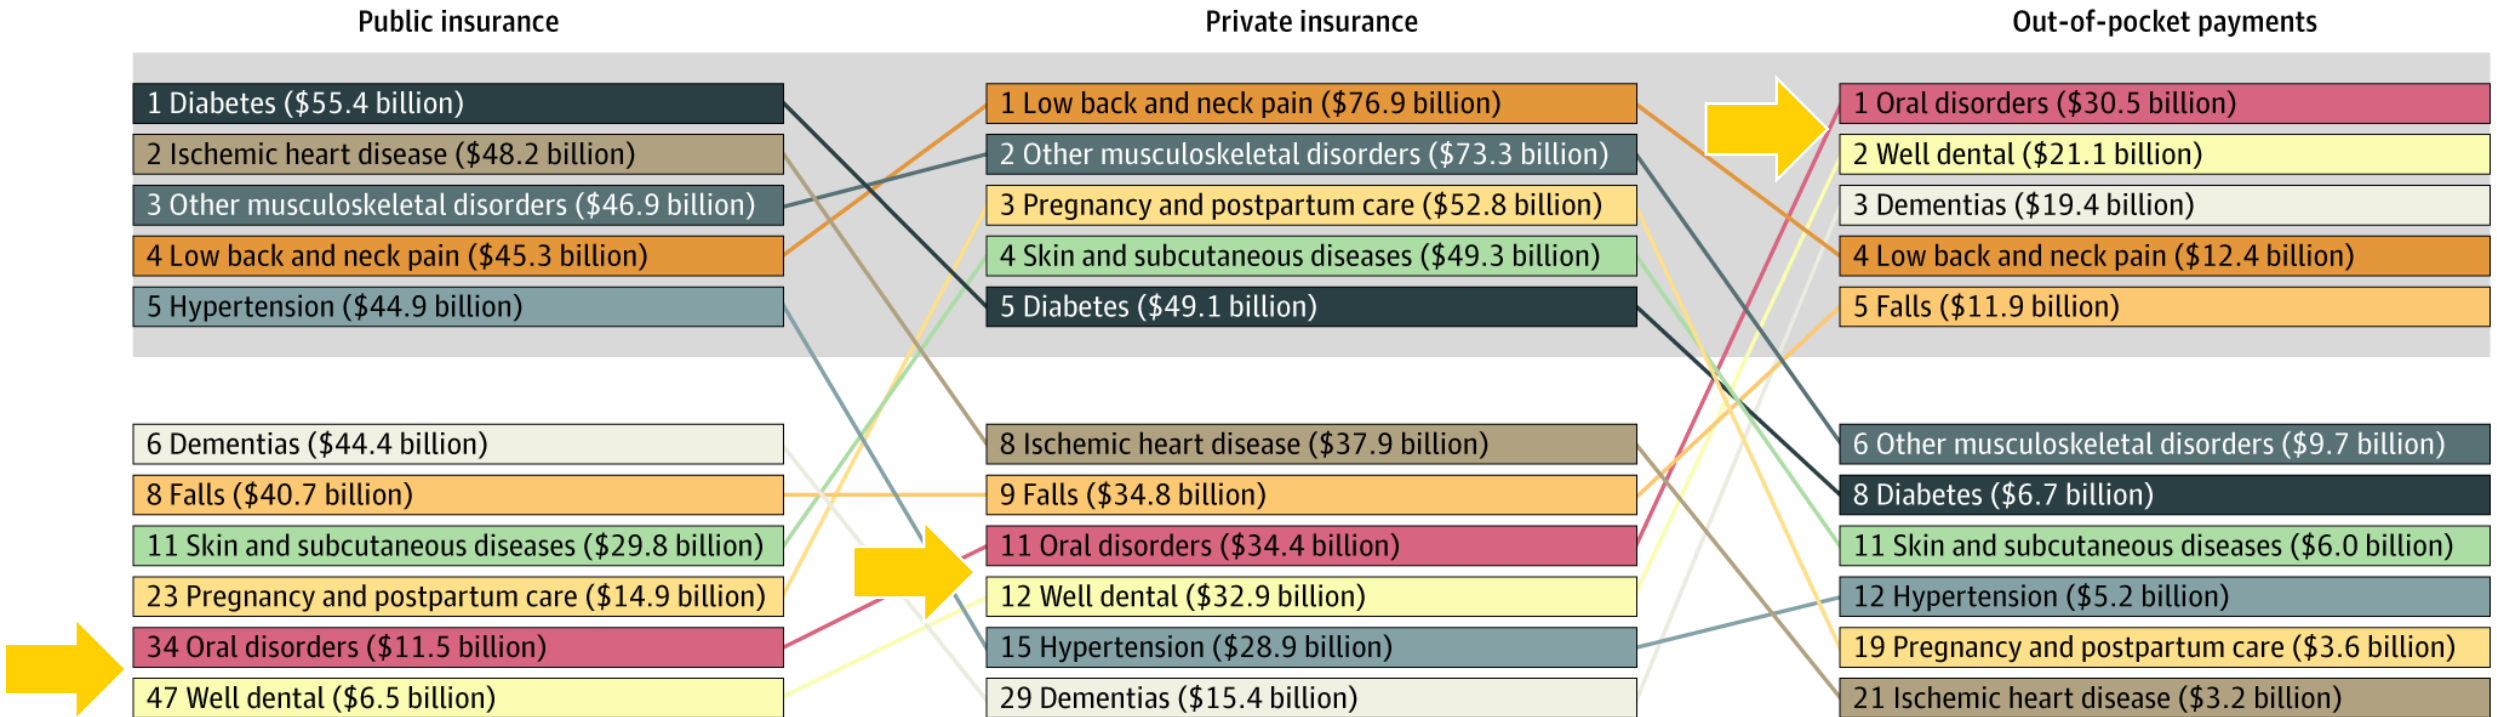 Public insurance
1 Diabetes ($55.4 billion)
2 Ischemic heart disease ($48.2 billion)
3 Other musculoskeletal disorders ($46.9 billion)
4 Low back and neck pain ($45.3 billion)
5 Hypertension ($44.9 billion)
6 Dementias ($44.4 billion)
8 Falls ($40.7 billion)
11 Skin and subcutaneous diseases ($29.8 billion)
23 Pregnancy and postpartum care ($14.9 billion)
34 Oral disorders ($11.5 billion)
47 Well dental ($6.5 billion)
Private insurance
1 Low back and neck pain ($76.9 billion)
2 Other musculoskeletal disorders ($73.3 billion)
3 Pregnancy and postpartum care ($52.8 billion)
4 Skin and subcutaneous diseases ($49.3 billion)
5 Diabetes ($49.1 billion)
8 Ischemic heart disease ($37.9 billion)
9 Falls ($34.8 billion)
11 Oral disorders ($34.4 billion)
12 Well dental ($32.9 billion)
15 Hypertension ($28.9 billion)
29 Dementias ($15.4 billion)
Out-of-pocket payments
1 Oral disorders ($30.5 billion)
2 Well dental ($21.1 billion)
3 Dementias ($19.4 billion)
4 Low back and neck pain ($12.4 billion)
5 Falls ($11.9 billion)
6 Other musculoskeletal disorders ($9.7 billion)
8 Diabetes ($6.7 billion)
11 Skin and subcutaneous diseases ($6.0 billion)
12 Hypertension ($5.2 billion)
19 Pregnancy and postpartum care ($3.6 billion)
21 Ischemic heart disease ($3.2 billion)